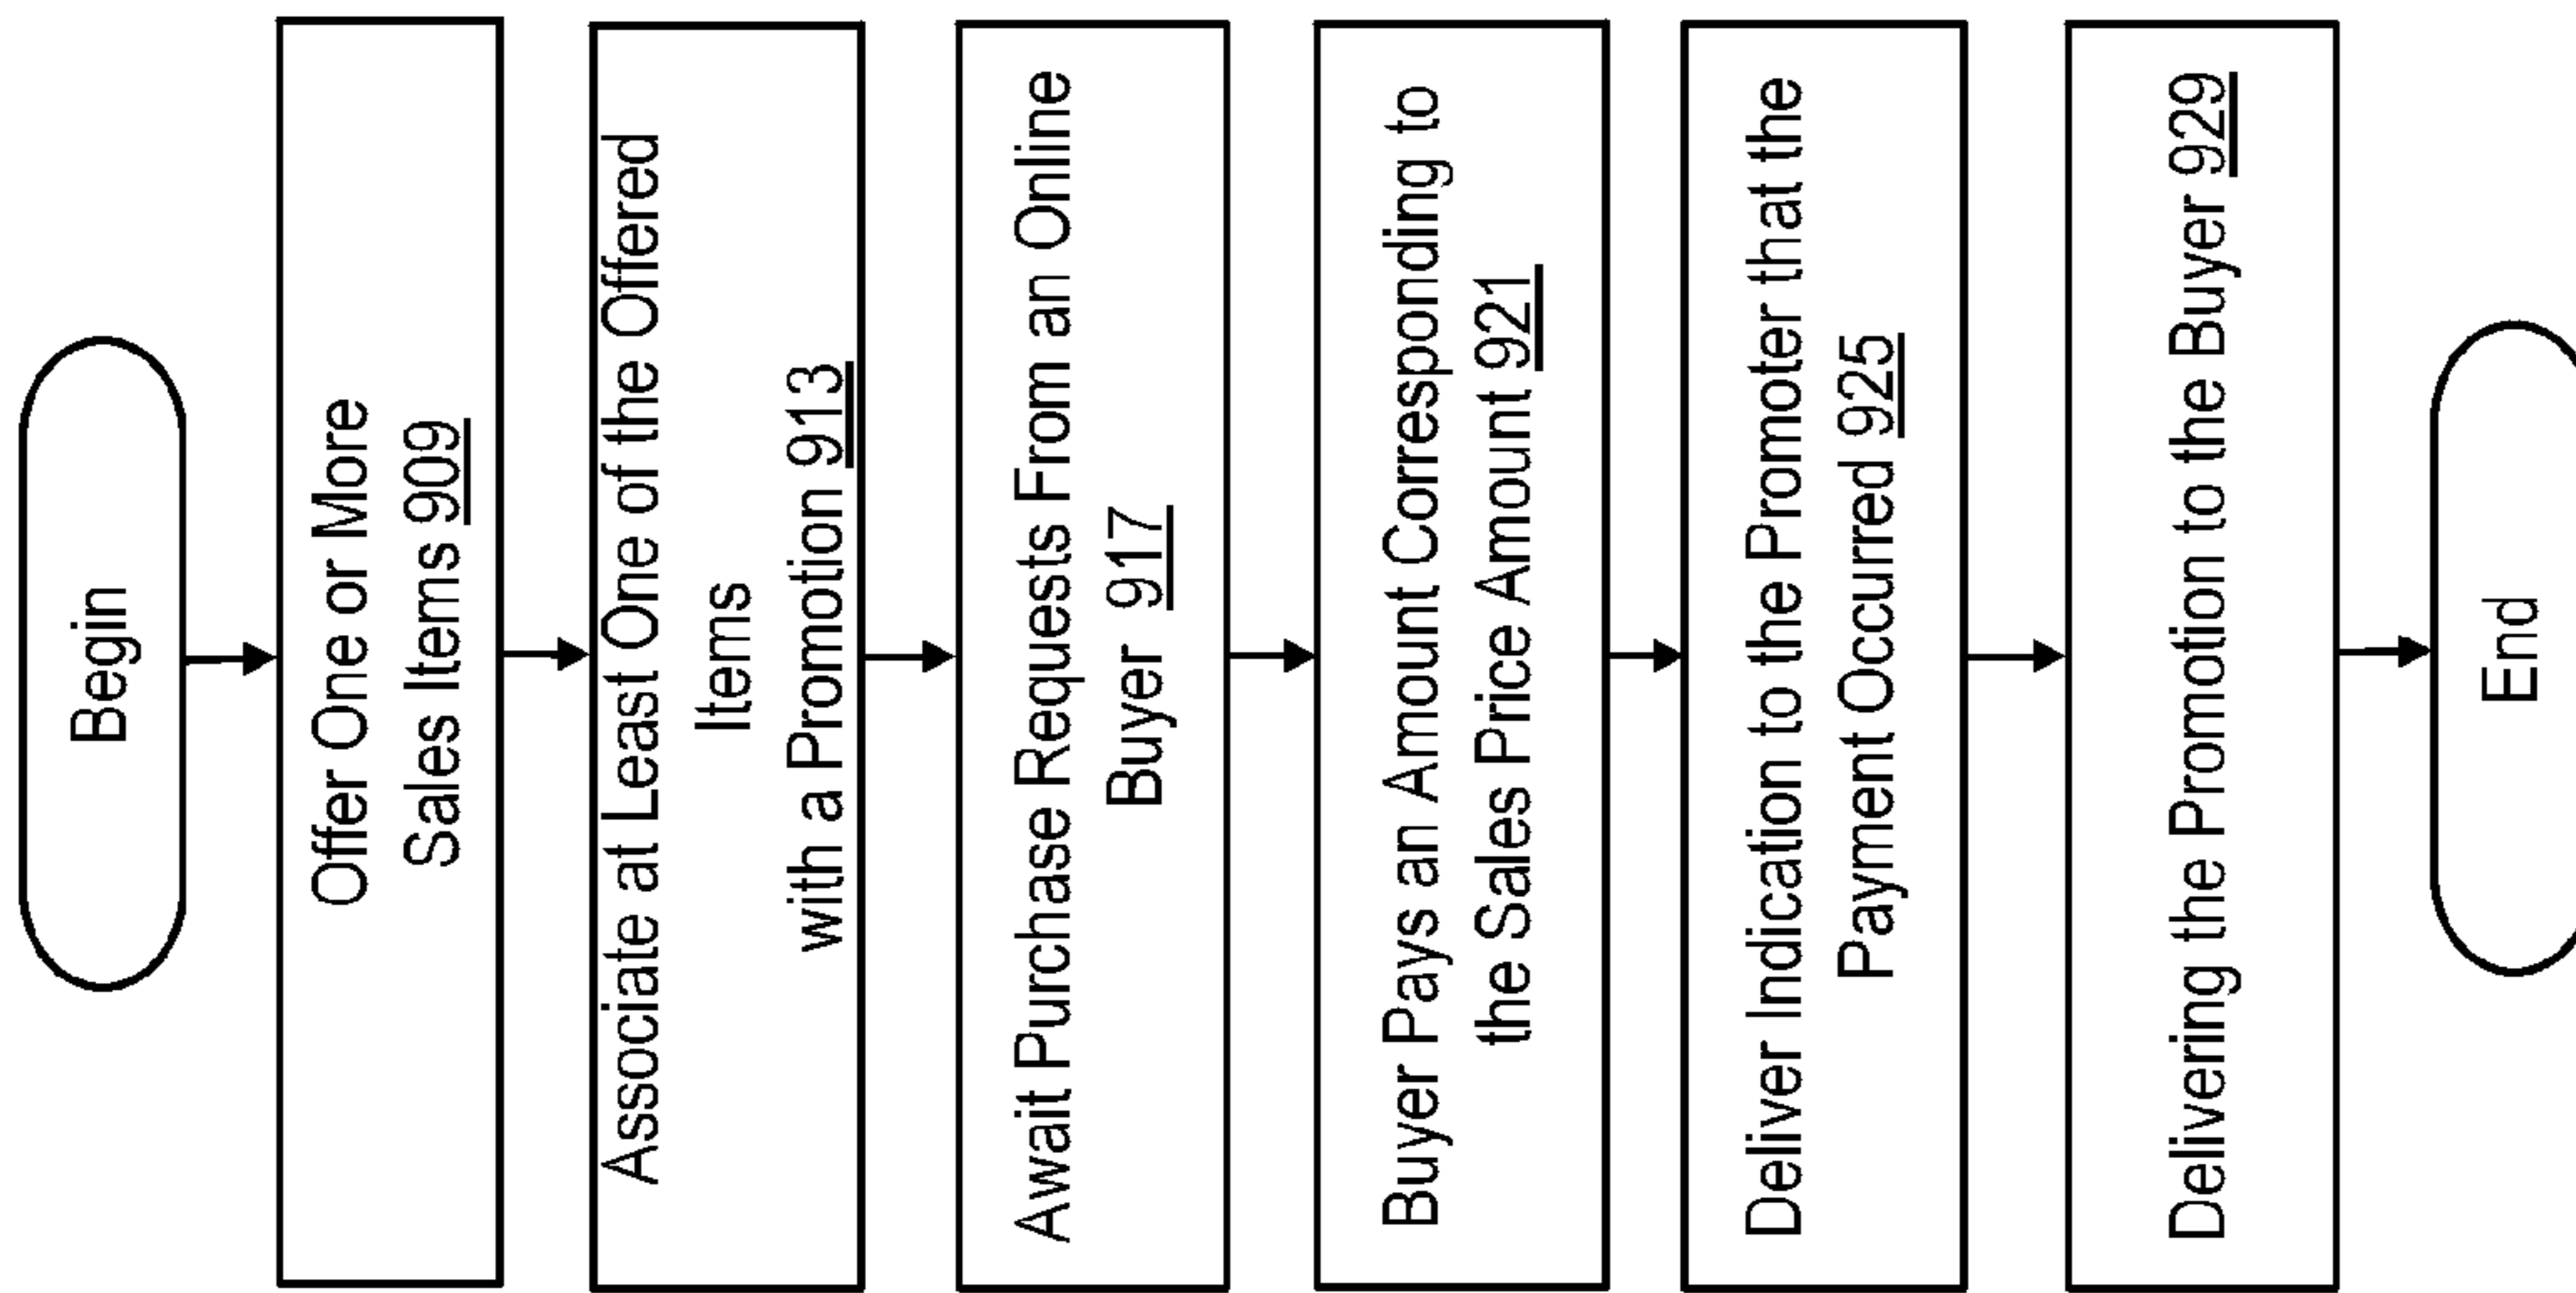 Begin
Offer One or More
Sales Items 909
Associate at Least One of the Offered
Items
with a Promotion 913
Await Purchase Requests From an Online
Buyer 917
Buyer Pays an Amount Corresponding to
the Sales Price Amount 921
Deliver Indication to the Promoter that the
Payment Occurred 925
Delivering the Promotion to the Buyer 929
End